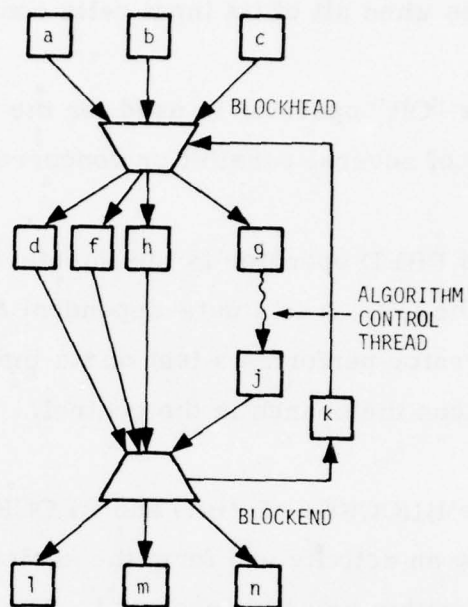 a b c
BLOCKHEAD
d f h g
ALGORITHM
CONTROL
THREAD
j
k
BLOCKEND
l m n